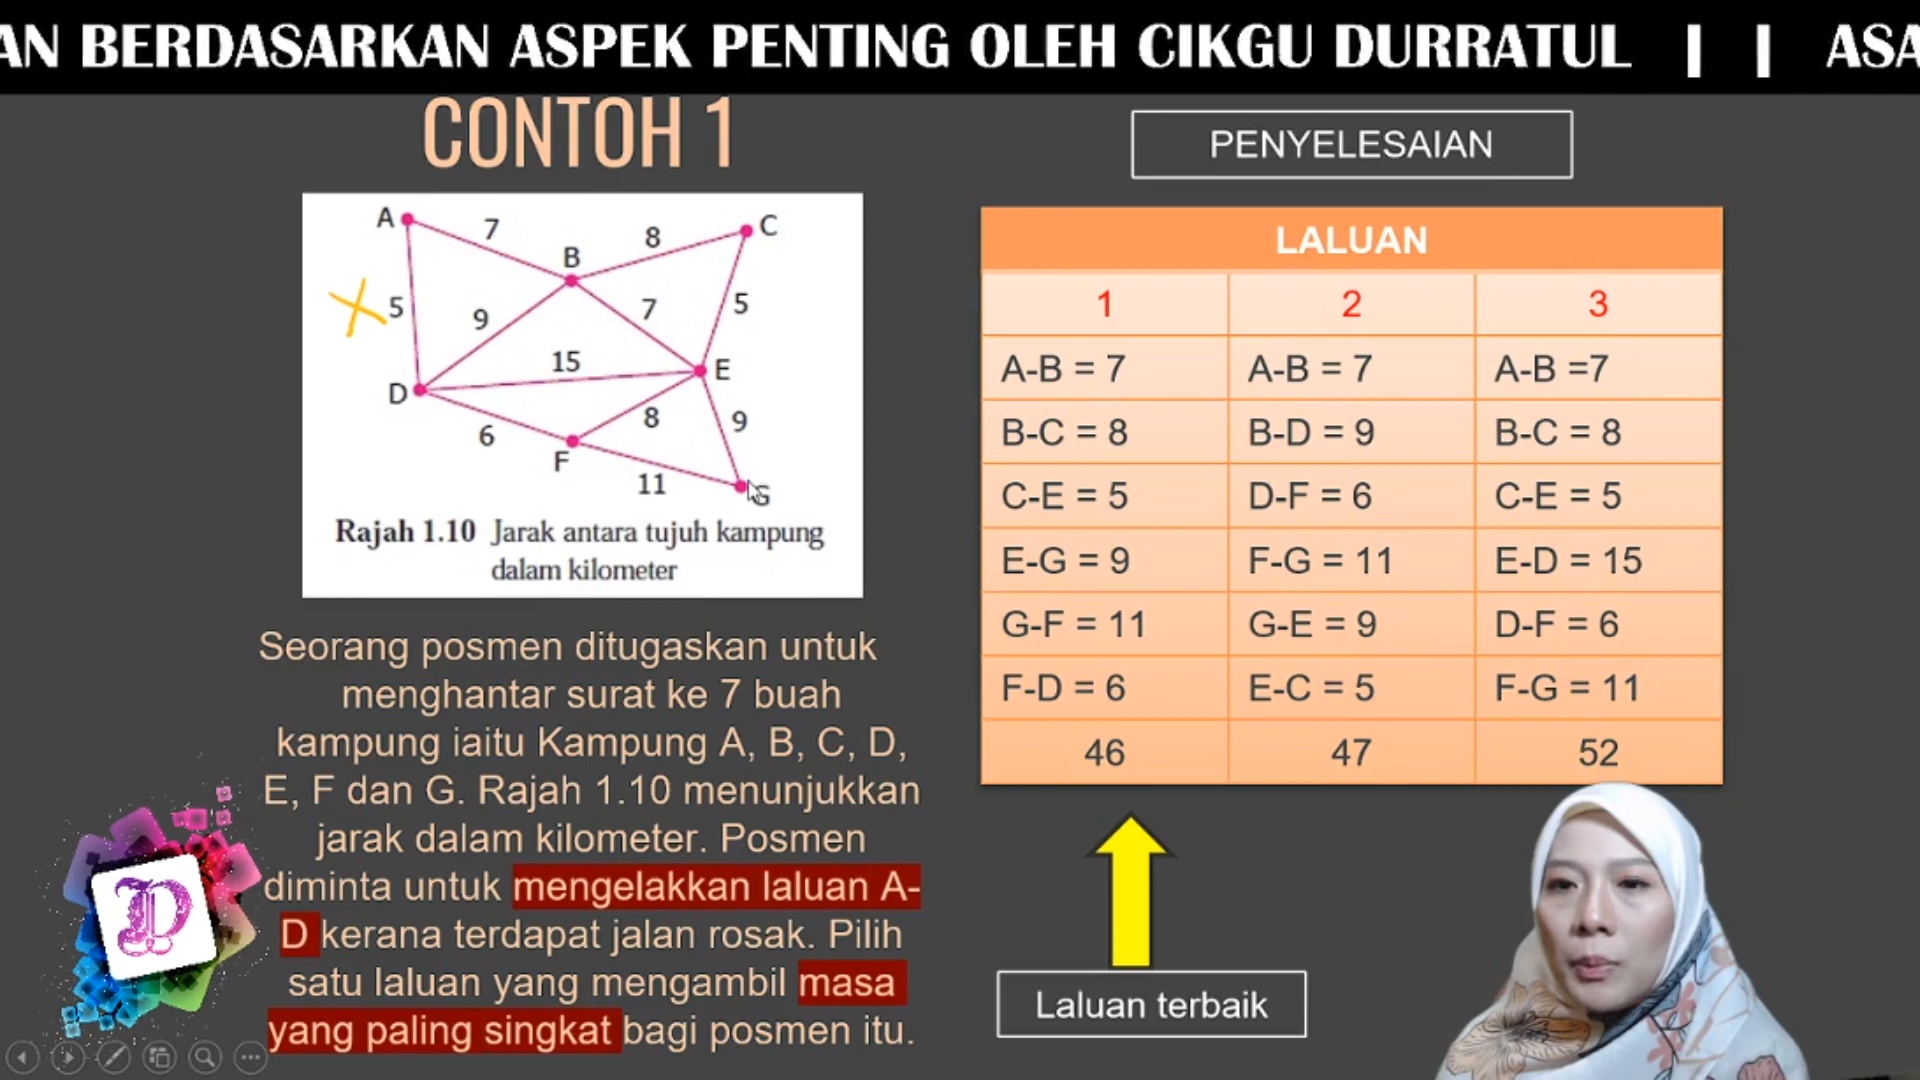 AN BERDASARKAN ASPEK PENTING OLEH CIKGU DURRATUL | | ASA
CONTOH 1
A
7
B
8
C
5
9
7
5
15
E
D
6
F
8
9
11
G
Rajah 1.10 Jarak antara tujuh kampung
dalam kilometer
Seorang posmen ditugaskan untuk
menghantar surat ke 7 buah
kampung iaitu Kampung A, B, C, D,
E, F dan G. Rajah 1.10 menunjukkan
jarak dalam kilometer. Posmen
diminta untuk mengelakkan laluan A-
D kerana terdapat jalan rosak. Pilih
satu laluan yang mengambil masa
yang paling singkat bagi posmen itu.
PENYELESAIAN
LALUAN
1 2 3
A-B = 7 A-B = 7 A-B =7
B-C = 8 B-D = 9 B-C = 8
C-E = 5 D-F = 6 C-E = 5
E-G = 9 F-G = 11 E-D = 15
G-F = 11 G-E = 9 D-F = 6
F-D = 6 E-C = 5 F-G = 11
46 47 52
Laluan terbaik